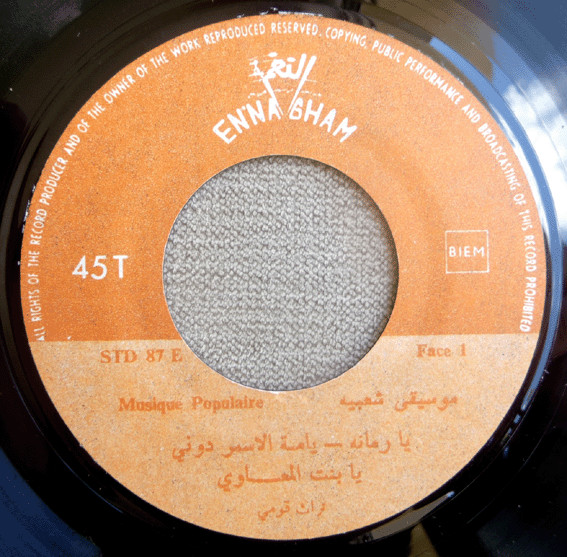 ALL RIGHTS OF THE RECORD PRODUCER AND OF THE OWNER OF THE WORK REPRODUCED RESERVED. COPYING, PUBLIC PERFORMANCE AND BROADCASTING OF THIS RECORD PROHIBITED
النغم
ENNAGHAM
45T
BIEM
STD 87 E
Face 1
Musique Populaire موسيقى شعبيه
يا رمانه — يامة الاسمر دوني
يا بنت المعـــاوي
تراث قومي